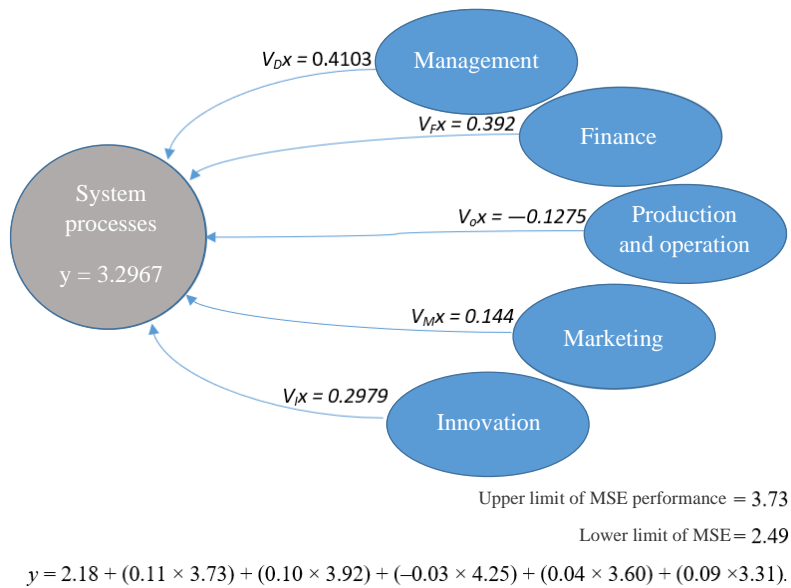 V_Dx = 0.4103
Management
V_Fx = 0.392
Finance
System
processes
y = 3.2967
V_ox = —0.1275
Production
and operation
V_Mx = 0.144
Marketing
V_Ix = 0.2979
Innovation
Upper limit of MSE performance = 3.73
Lower limit of MSE = 2.49
y = 2.18 + (0.11 × 3.73) + (0.10 × 3.92) + (–0.03 × 4.25) + (0.04 × 3.60) + (0.09 ×3.31).